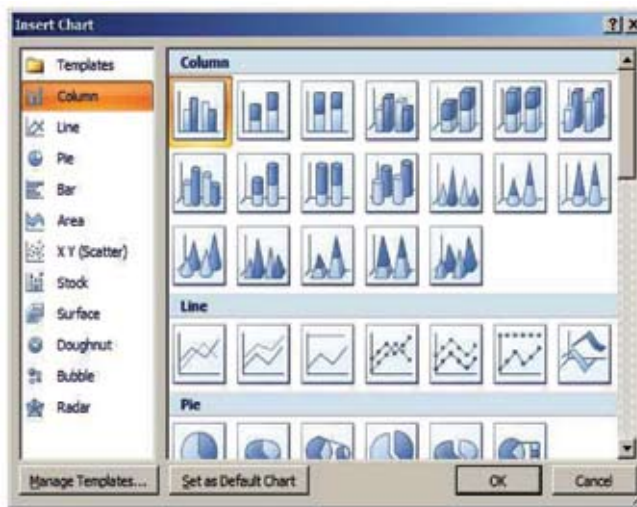 Insert Chart
Templates
Column
Line
Pie
Bar
Area
X Y (Scatter)
Stock
Surface
Doughnut
Bubble
Radar
Column
Line
Pie
Manage Templates...
Set as Default Chart
OK
Cancel